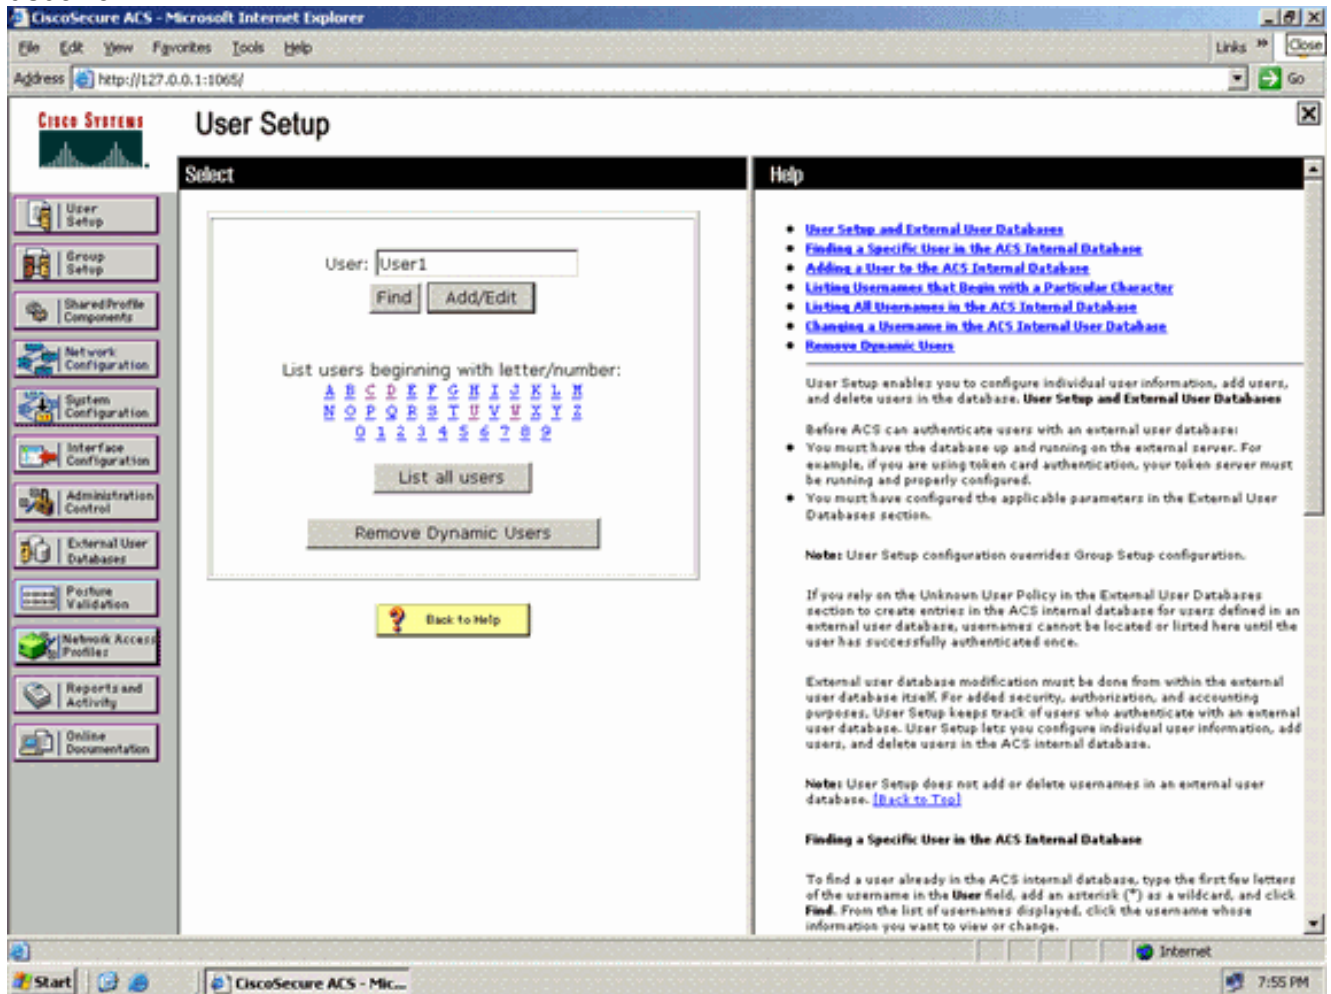 CiscoSecure ACS - Microsoft Internet Explorer
File Edit View Favorites Tools Help
Links »
Close
Address http://127.0.0.1:1065/
Go
CISCO SYSTEMS
User Setup
Select
User Setup
Group Setup
Shared Profile Components
Network Configuration
System Configuration
Interface Configuration
Administration Control
External User Databases
Posture Validation
Network Access Profiles
Reports and Activity
Online Documentation
User: User1
Find Add/Edit
List users beginning with letter/number:
A B C D E F G H I J K L M
N O P Q R S T U V W X Y Z
0 1 2 3 4 5 6 7 8 9
List all users
Remove Dynamic Users
Back to Help
Help
• User Setup and External User Databases
• Finding a Specific User in the ACS Internal Database
• Adding a User to the ACS Internal Database
• Listing Usernames that Begin with a Particular Character
• Listing All Usernames in the ACS Internal Database
• Changing a Username in the ACS Internal User Database
• Remove Dynamic Users
User Setup enables you to configure individual user information, add users,
and delete users in the database. User Setup and External User Databases
Before ACS can authenticate users with an external user database:
• You must have the database up and running on the external server. For
example, if you are using token card authentication, your token server must
be running and properly configured.
• You must have configured the applicable parameters in the External User
Databases section.
Note: User Setup configuration overrides Group Setup configuration.
If you rely on the Unknown User Policy in the External User Databases
section to create entries in the ACS internal database for users defined in an
external user database, usernames cannot be located or listed here until the
user has successfully authenticated once.
External user database modification must be done from within the external
user database itself. For added security, authorization, and accounting
purposes, User Setup keeps track of users who authenticate with an external
user database. User Setup lets you configure individual user information, add
users, and delete users in the ACS internal database.
Note: User Setup does not add or delete usernames in an external user
database. [Back to Top]
Finding a Specific User in the ACS Internal Database
To find a user already in the ACS internal database, type the first few letters
of the username in the User field, add an asterisk (*) as a wildcard, and click
Find. From the list of usernames displayed, click the username whose
information you want to view or change.
Internet
Start
CiscoSecure ACS - Mic...
7:55 PM